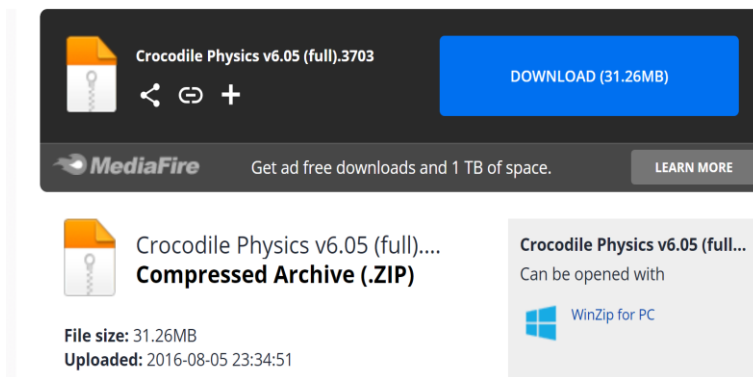 Crocodile Physics v6.05 (full).3703
DOWNLOAD (31.26MB)
MediaFire
Get ad free downloads and 1 TB of space.
LEARN MORE
Crocodile Physics v6.05 (full)....
Compressed Archive (.ZIP)
File size: 31.26MB
Uploaded: 2016-08-05 23:34:51
Crocodile Physics v6.05 (full...
Can be opened with
WinZip for PC